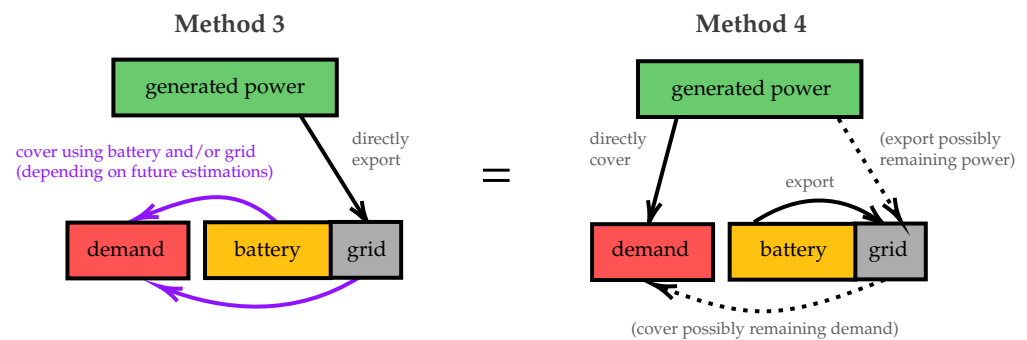 Method 3
generated power
directly
export
cover using battery and/or grid
(depending on future estimations)
demand
battery
grid
=
Method 4
generated power
directly
cover
(export possibly
remaining power)
export
demand
battery
grid
(cover possibly remaining demand)